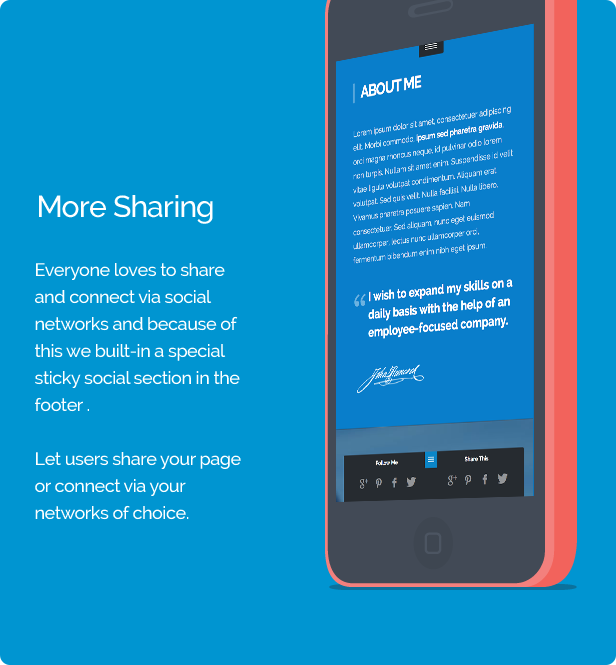 More Sharing
Everyone loves to share
and connect via social
networks and because of
this we built-in a special
sticky social section in the
footer .
Let users share your page
or connect via your
networks of choice.
ABOUT ME
Lorem ipsum dolor sit amet, consectetuer adipiscing
elit. Morbi commodo, ipsum sed pharetra gravida,
orci magna rhoncus neque, id pulvinar odio lorem
non turpis. Nullam sit amet enim. Suspendisse id velit
vitae ligula volutpat condimentum. Aliquam erat
volutpat. Sed quis velit. Nulla facilisi. Nulla libero.
Vivamus pharetra posuere sapien. Nam
consectetuer. Sed aliquam, nunc eget euismod
ullamcorper, lectus nunc ullamcorper orci,
fermentum bibendum enim nibh eget ipsum.
“ I wish to expand my skills on a
daily basis with the help of an
employee-focused company.
Follow Me
Share This